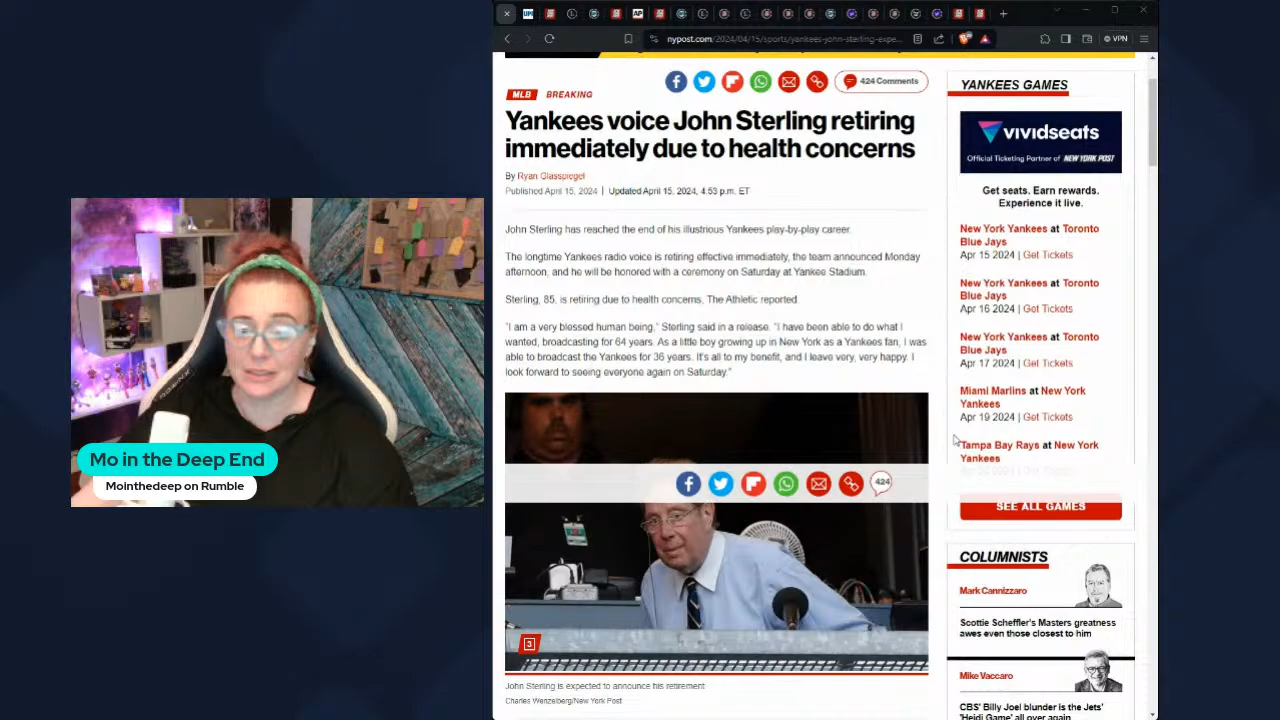 nypost.com/2024/04/15/sports/yankees-john-sterling-expe...
VPN
424 Comments
MLB BREAKING
Yankees voice John Sterling retiring
immediately due to health concerns
By Ryan Glasspiegel
Published April 15, 2024 | Updated April 15, 2024, 4:53 p.m. ET
John Sterling has reached the end of his illustrious Yankees play-by-play career.
The longtime Yankees radio voice is retiring effective immediately, the team announced Monday
afternoon, and he will be honored with a ceremony on Saturday at Yankee Stadium.
Sterling, 85, is retiring due to health concerns, The Athletic reported.
"I am a very blessed human being," Sterling said in a release. "I have been able to do what I
wanted, broadcasting for 64 years. As a little boy growing up in New York as a Yankees fan, I was
able to broadcast the Yankees for 36 years. It's all to my benefit, and I leave very, very happy. I
look forward to seeing everyone again on Saturday."
424
3
John Sterling is expected to announce his retirement
Charles Wenzelberg/New York Post
YANKEES GAMES
vividseats
Official Ticketing Partner of NEW YORK POST
Get seats. Earn rewards.
Experience it live.
New York Yankees at Toronto
Blue Jays
Apr 15 2024 | Get Tickets
New York Yankees at Toronto
Blue Jays
Apr 16 2024 | Get Tickets
New York Yankees at Toronto
Blue Jays
Apr 17 2024 | Get Tickets
Miami Marlins at New York
Yankees
Apr 19 2024 | Get Tickets
Tampa Bay Rays at New York
Yankees
SEE ALL GAMES
COLUMNISTS
Mark Cannizzaro
Scottie Scheffler's Masters greatness
awes even those closest to him
Mike Vaccaro
CBS' Billy Joel blunder is the Jets'
'Heidi Game' all over again
Mo in the Deep End
Mointhedeep on Rumble